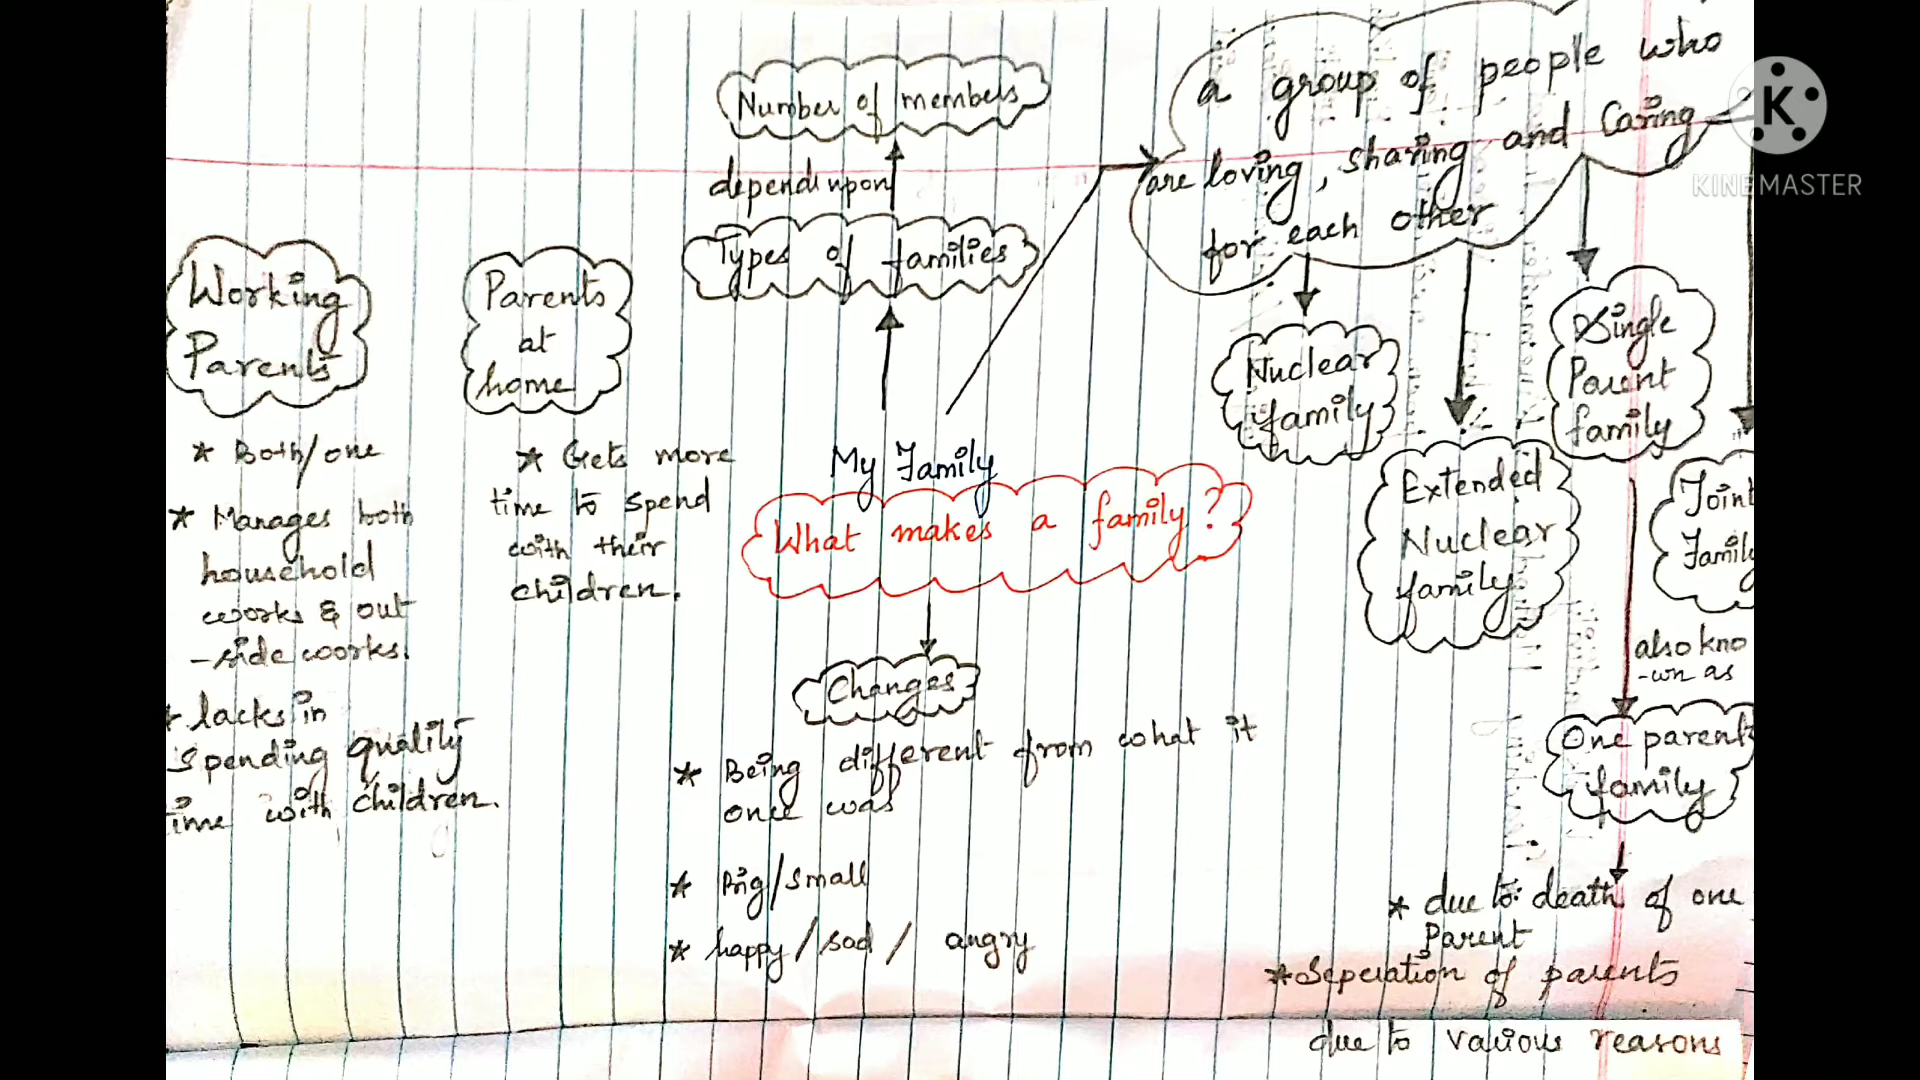 Number of members
depend upon
Types of families
a group of people who
are loving, sharing and Caring
for each other
KINEMASTER
Working
Parents
* Both/one
* Manages both
household
works & out
-side works.
* lacks in
spending quality
time with children.
Parents
at
home
* Gets more
time to spend
with their
children.
My Family
What makes a family?
Changes
* Being different from what it
once was
* Big/small
* happy/sad/ angry
Nuclear
family
Extended
Nuclear
family
Single
Parent
family
Joint
Family
also kno
-wn as
One parent
family
* due to: death of one
Parent
* Seperation of parents
due to various reasons